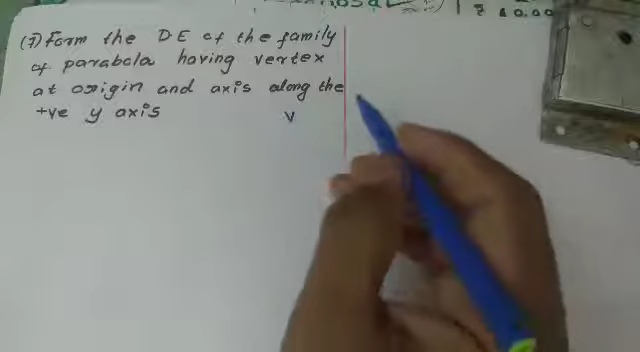 (7) Form the DE of the family
of parabola having vertex
at origin and axis along the
+ve y axis
v